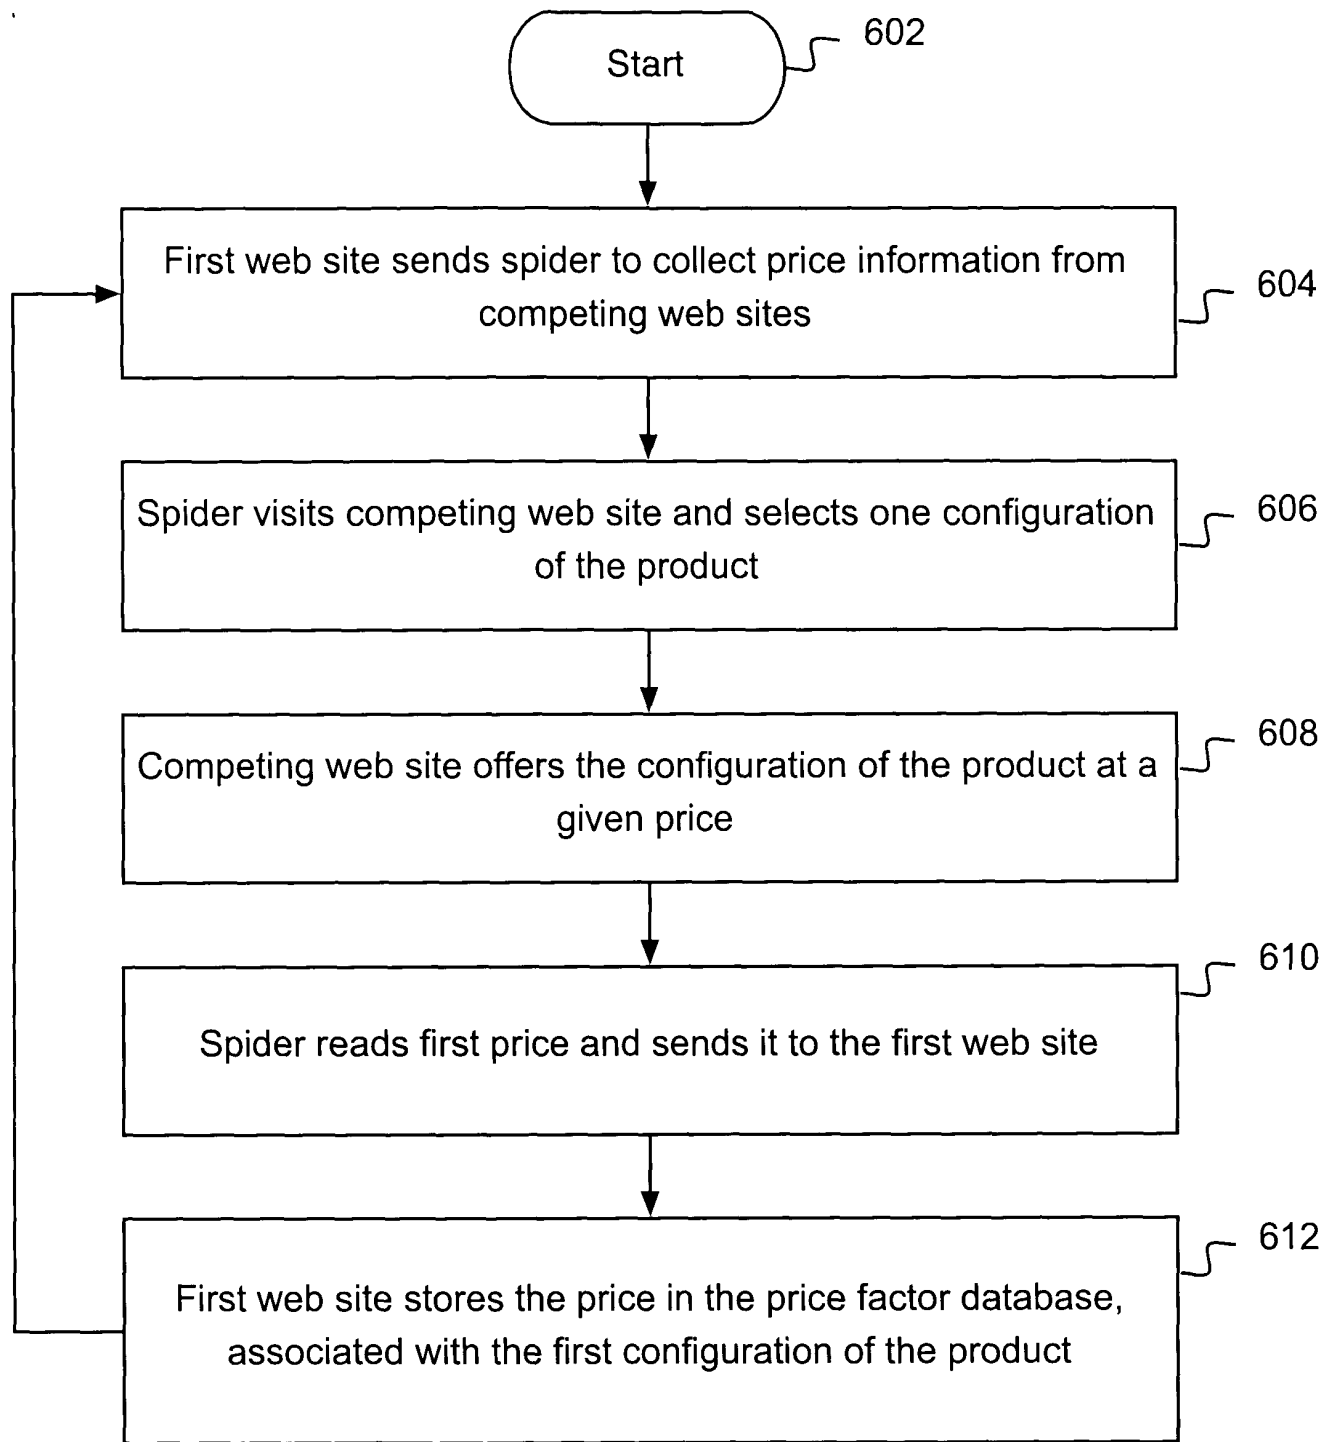 Start
602
First web site sends spider to collect price information from
competing web sites
604
Spider visits competing web site and selects one configuration
of the product
606
Competing web site offers the configuration of the product at a
given price
608
Spider reads first price and sends it to the first web site
610
First web site stores the price in the price factor database,
associated with the first configuration of the product
612